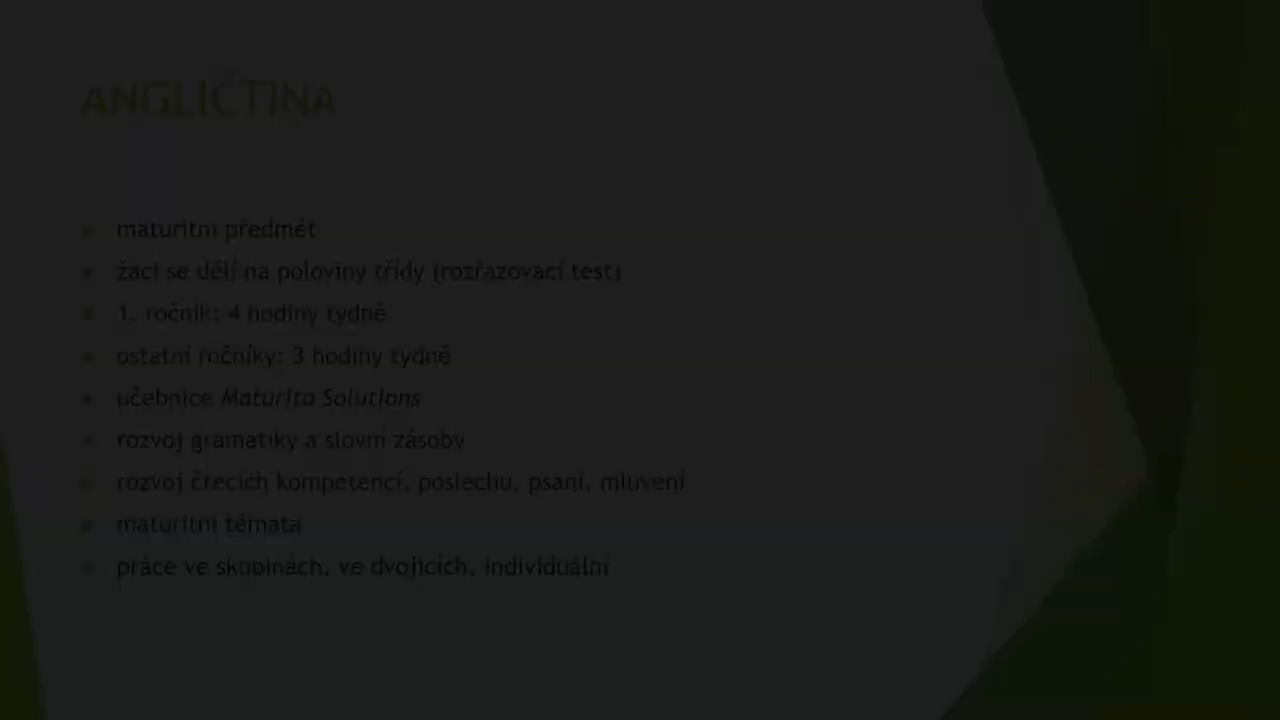 ANGLIČTINA
maturitní předmět
žáci se dělí na poloviny třídy (rozřazovací test)
1. ročník: 4 hodiny týdně
ostatní ročníky: 3 hodiny týdně
učebnice Maturita Solutions
rozvoj gramatiky a slovní zásoby
rozvoj čtecích kompetencí, poslechu, psaní, mluvení
maturitní témata
práce ve skupinách, ve dvojicích, individuální